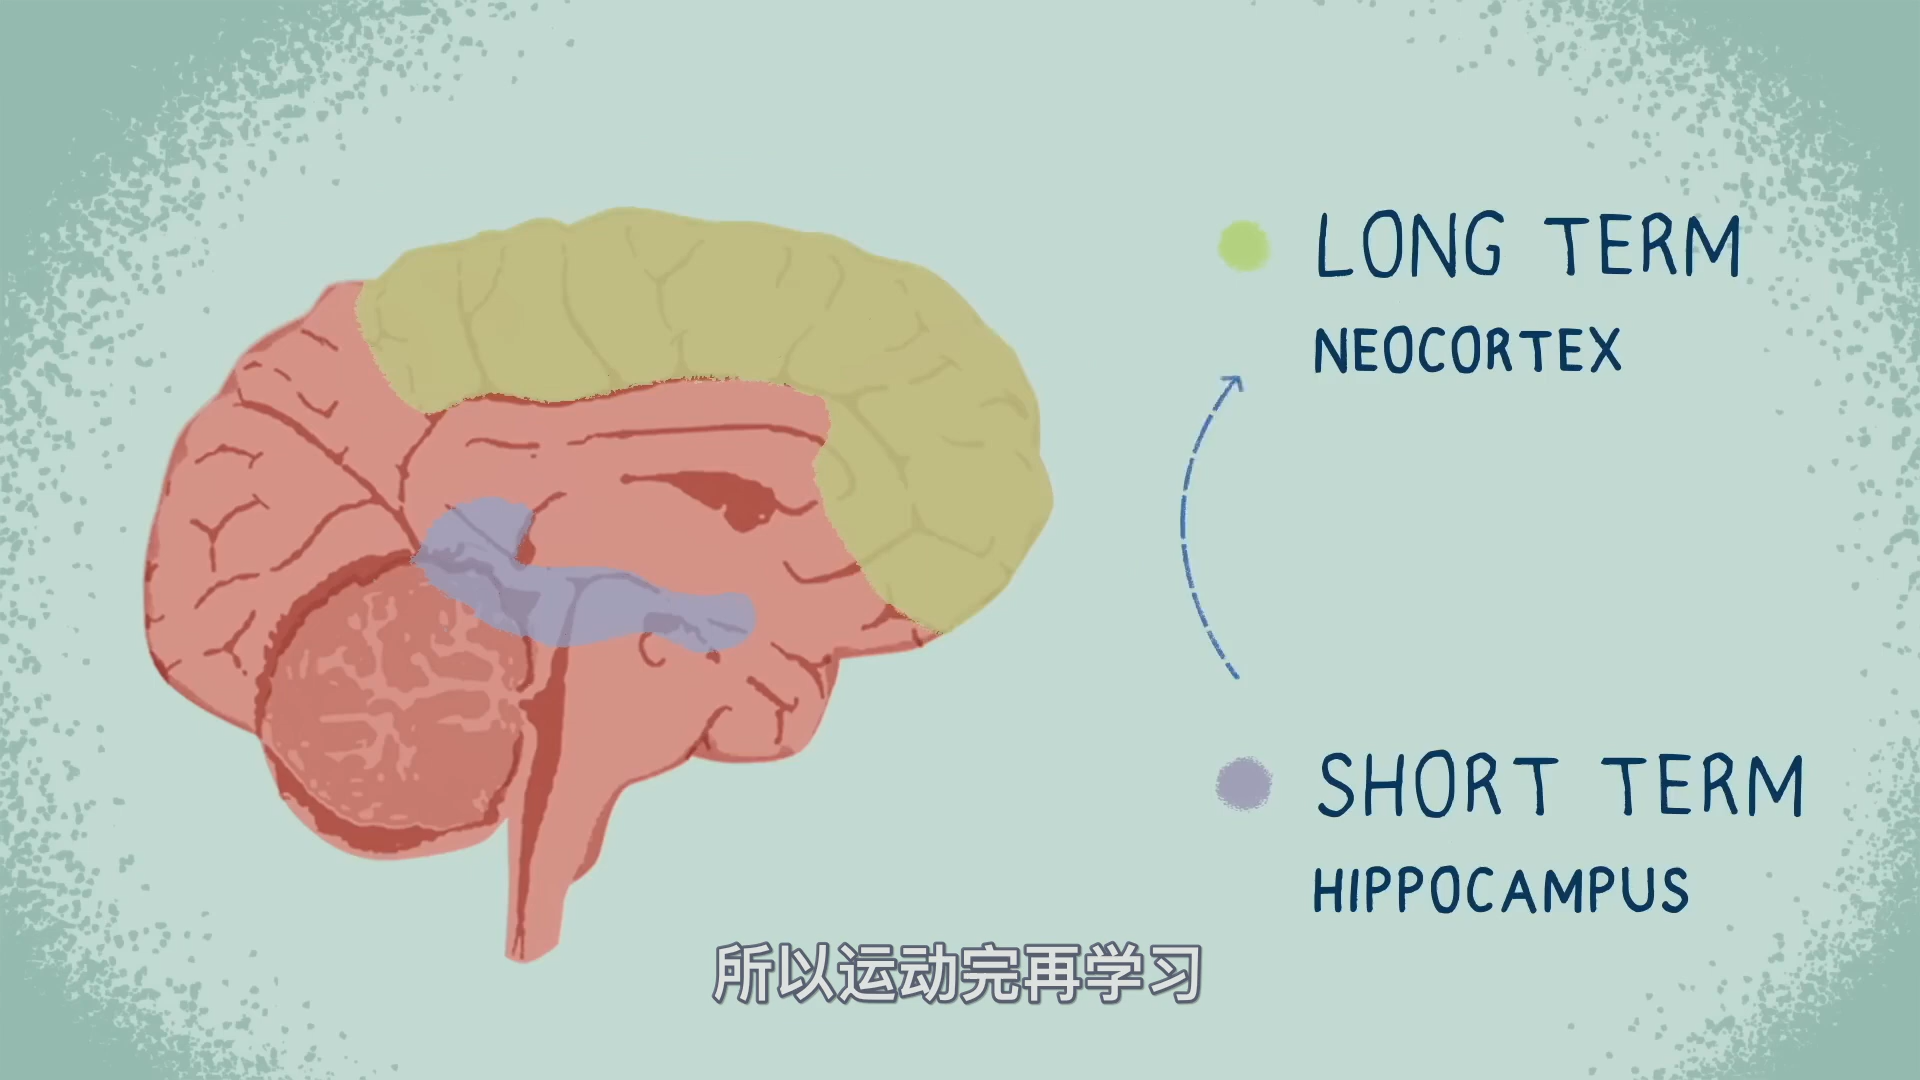 LONG TERM
NEOCORTEX
SHORT TERM
HIPPOCAMPUS
所以运动完再学习